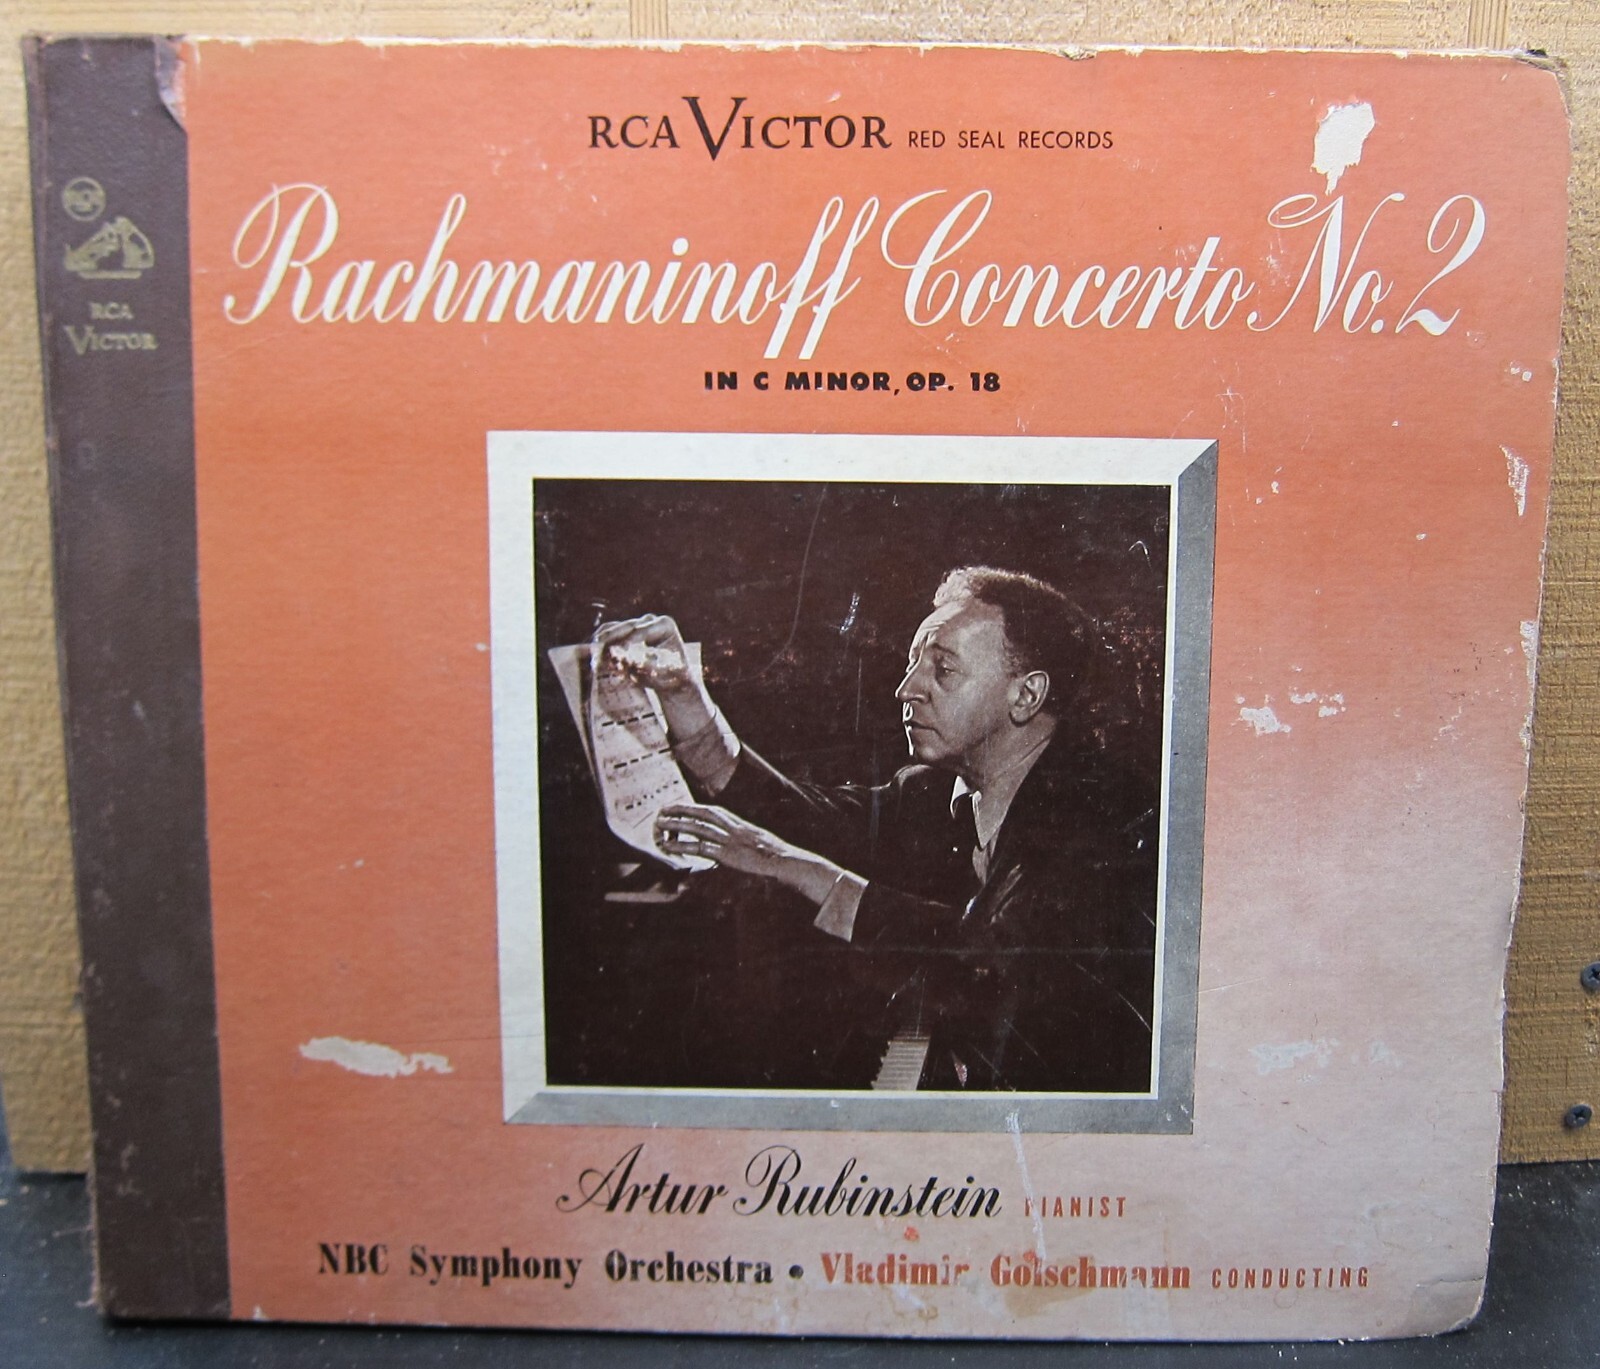 RCA VICTOR RED SEAL RECORDS
Rachmaninoff Concerto No. 2
IN C MINOR, OP. 18
RCA
RCA
VICTOR
Artur Rubinstein PIANIST
NBC Symphony Orchestra • Vladimir Golschmann CONDUCTING